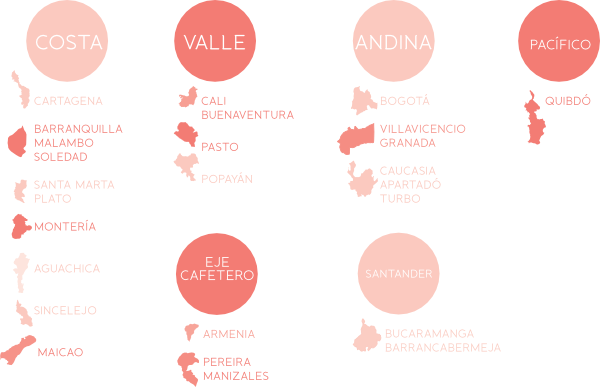 COSTA
CARTAGENA
BARRANQUILLA
MALAMBO
SOLEDAD
SANTA MARTA
PLATO
MONTERÍA
AGUACHICA
SINCELEJO
MAICAO
VALLE
CALI
BUENAVENTURA
PASTO
POPAYÁN
EJE
CAFETERO
ARMENIA
PEREIRA
MANIZALES
ANDINA
BOGOTÁ
VILLAVICENCIO
GRANADA
CAUCASIA
APARTADÓ
TURBO
SANTANDER
BUCARAMANGA
BARRANCABERMEJA
PACÍFICO
QUIBDÓ